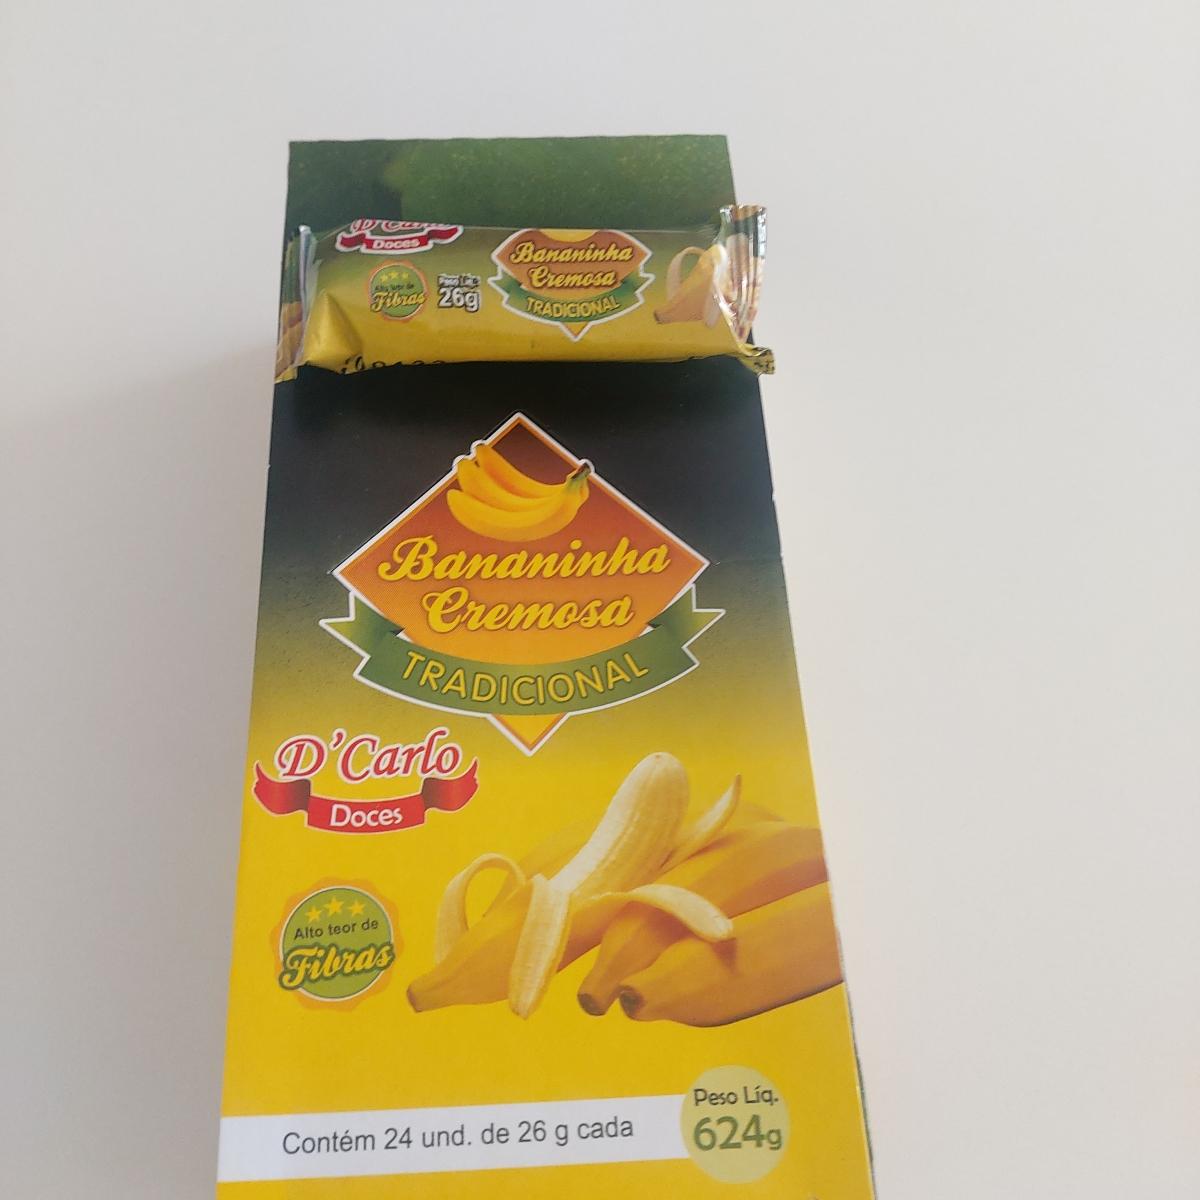 D'Carlo
Doces
Alto teor de
Fibras
Peso Líq.
26g
Bananinha
Cremosa
TRADICIONAL
Bananinha
Cremosa
TRADICIONAL
D'Carlo
Doces
Alto teor de
Fibras
Contém 24 und. de 26 g cada
Peso Líq.
624g